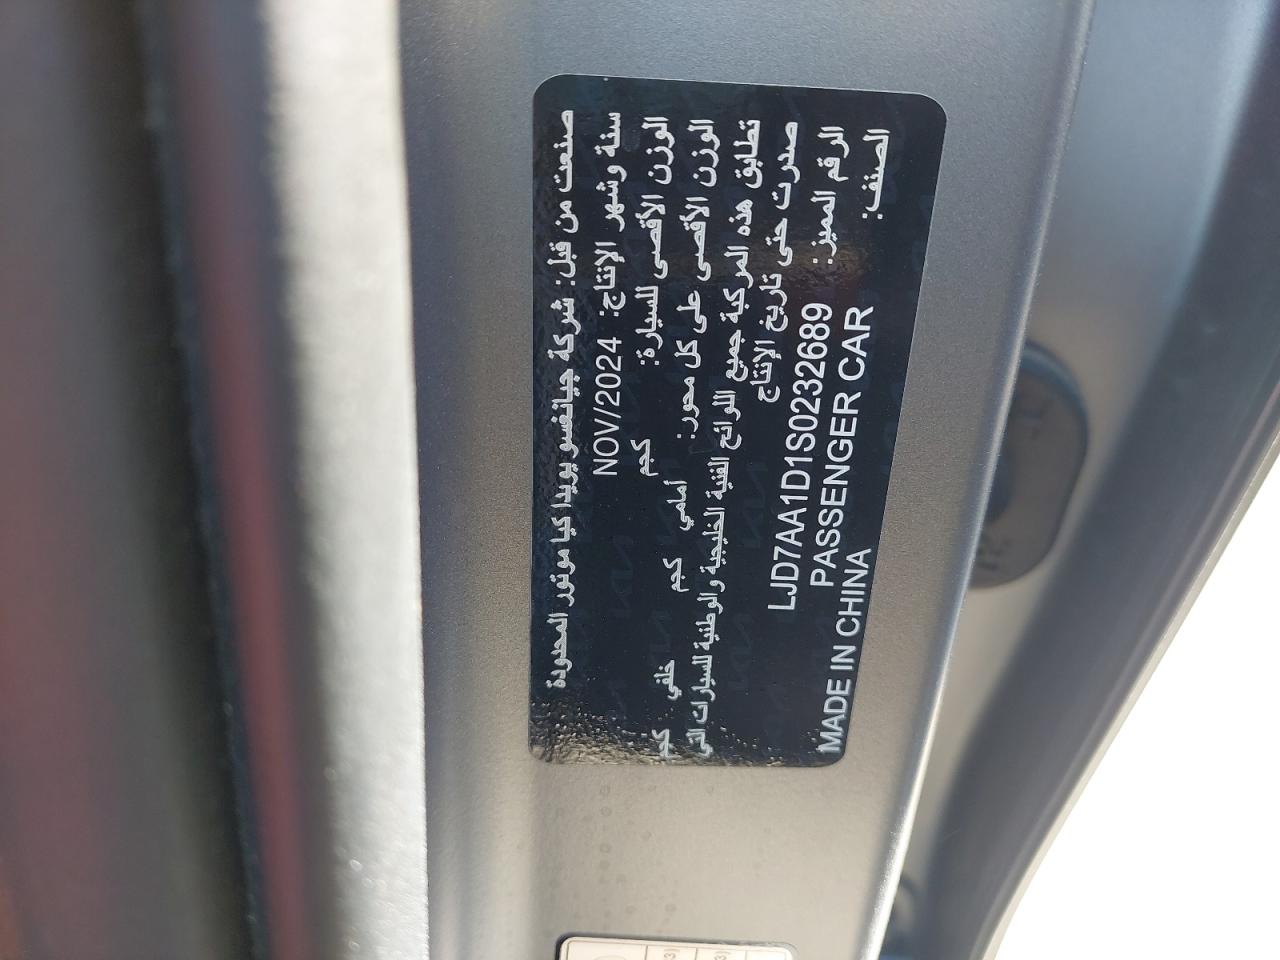 صنعت من قبل: شركة جيانغسو يويدا كيا موتور المحدودة
سنة وشهر الإنتاج: NOV/2024
الوزن الأقصى للسيارة: كجم
الوزن الأقصى على كل محور: أمامي كجم خلفي كجم
تطابق هذه المركبة جميع اللوائح الفنية الخليجية والوطنية للسيارات التي
صدرت حتى تاريخ الإنتاج
الرقم المميز: LJD7AA1D1S0232689
الصنف: PASSENGER CAR
MADE IN CHINA